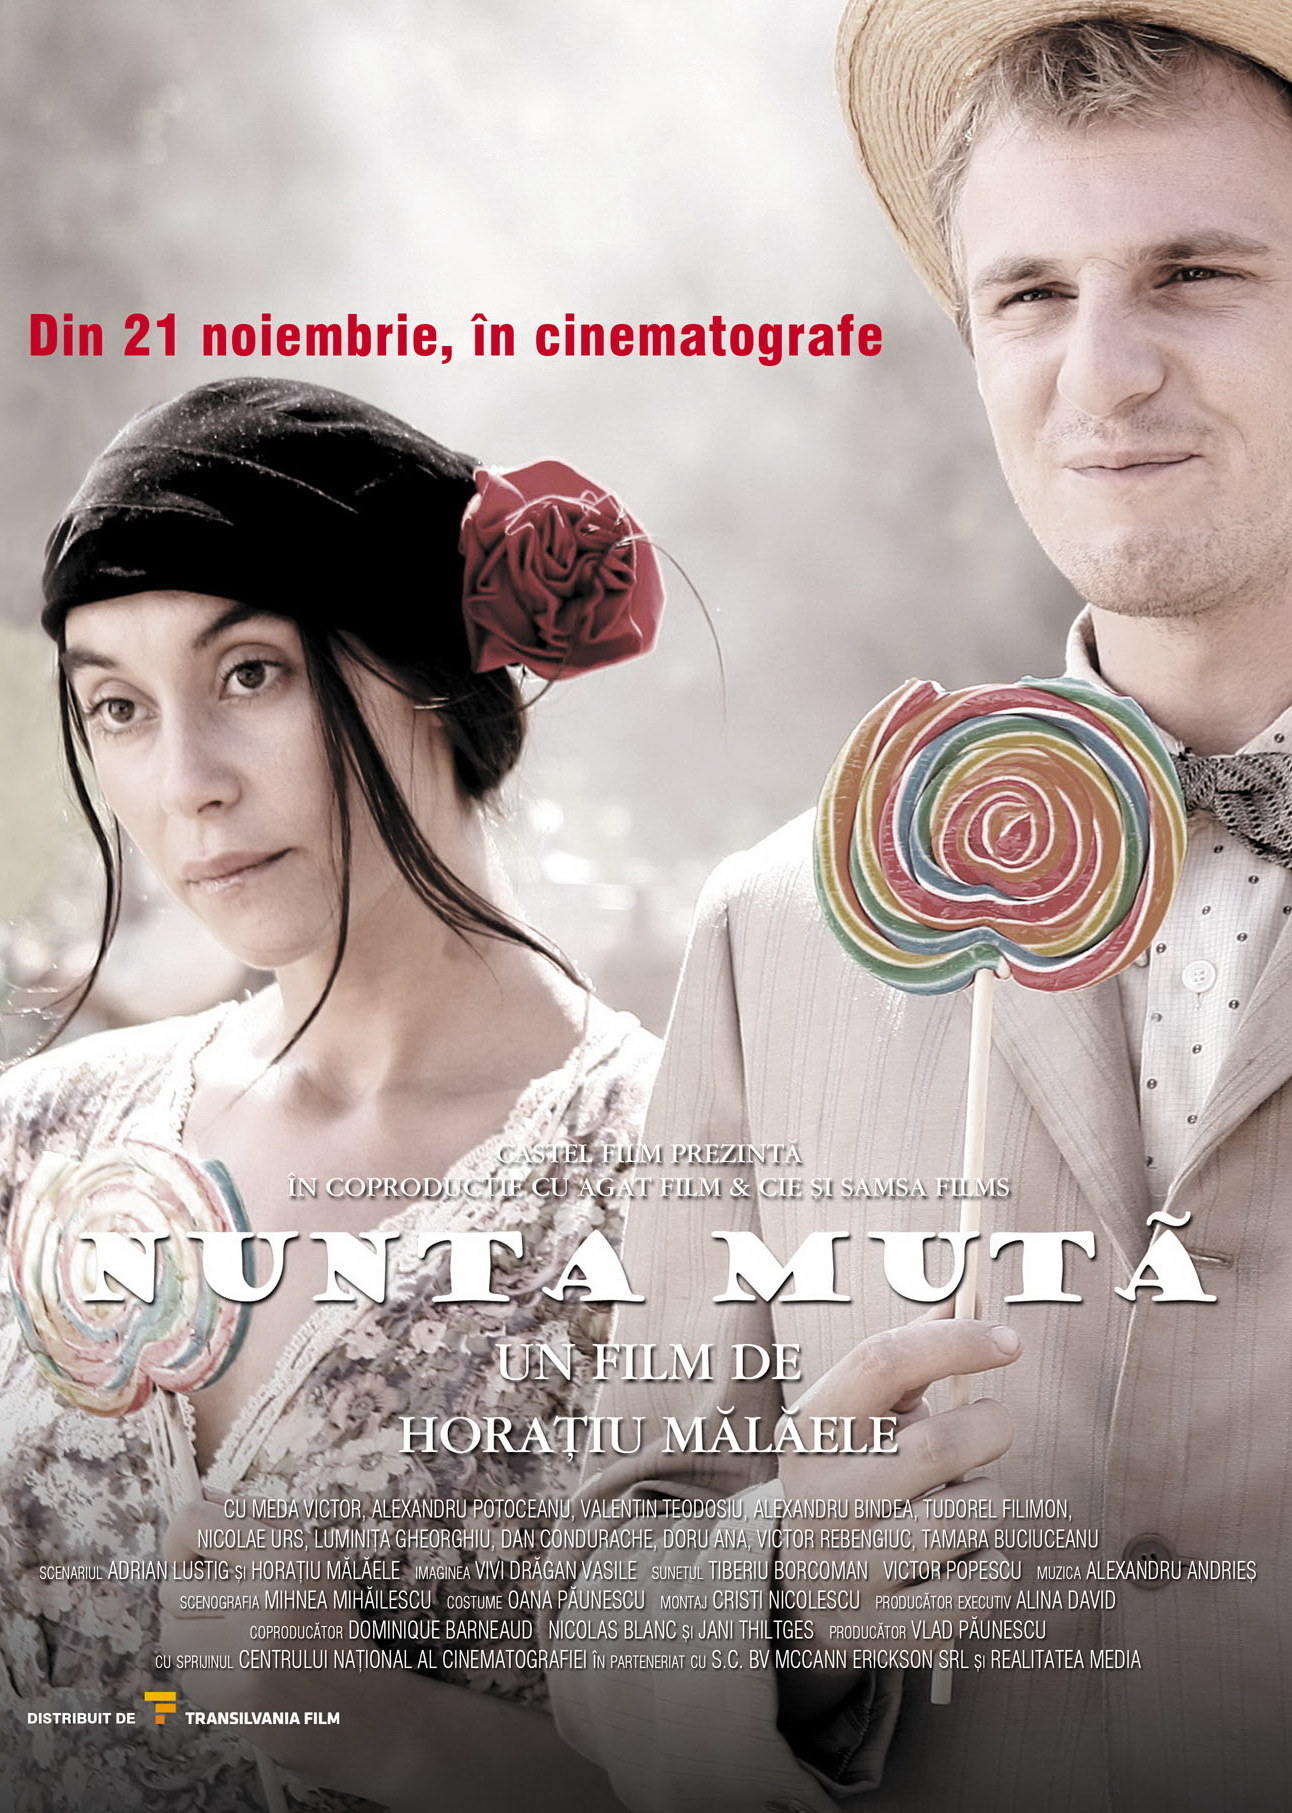 Din 21 noiembrie, în cinematografe
CASTEL FILM PREZINTĂ
ÎN COPRODUCȚIE CU AGAT FILM & CIE ȘI SAMSA FILMS
NUNTA MUTÃ
UN FILM DE
HORAȚIU MĂLĂELE
CU MEDA VICTOR, ALEXANDRU POTOCEANU, VALENTIN TEODOSIU, ALEXANDRU BINDEA, TUDOREL FILIMON,
NICOLAE URS, LUMINIȚA GHEORGHIU, DAN CONDURACHE, DORU ANA, VICTOR REBENGIUC, TAMARA BUCIUCEANU
SCENARIUL ADRIAN LUSTIG ȘI HORAȚIU MĂLĂELE IMAGINEA VIVI DRĂGAN VASILE SUNETUL TIBERIU BORCOMAN VICTOR POPESCU MUZICA ALEXANDRU ANDRIEȘ
SCENOGRAFIA MIHNEA MIHĂILESCU COSTUME OANA PĂUNESCU MONTAJ CRISTI NICOLESCU PRODUCĂTOR EXECUTIV ALINA DAVID
COPRODUCĂTOR DOMINIQUE BARNEAUD NICOLAS BLANC ȘI JANI THILTGES PRODUCĂTOR VLAD PĂUNESCU
CU SPRIJINUL CENTRULUI NAȚIONAL AL CINEMATOGRAFIEI ÎN PARTENERIAT CU S.C. BV MCCANN ERICKSON SRL ȘI REALITATEA MEDIA
DISTRIBUIT DE TRANSILVANIA FILM